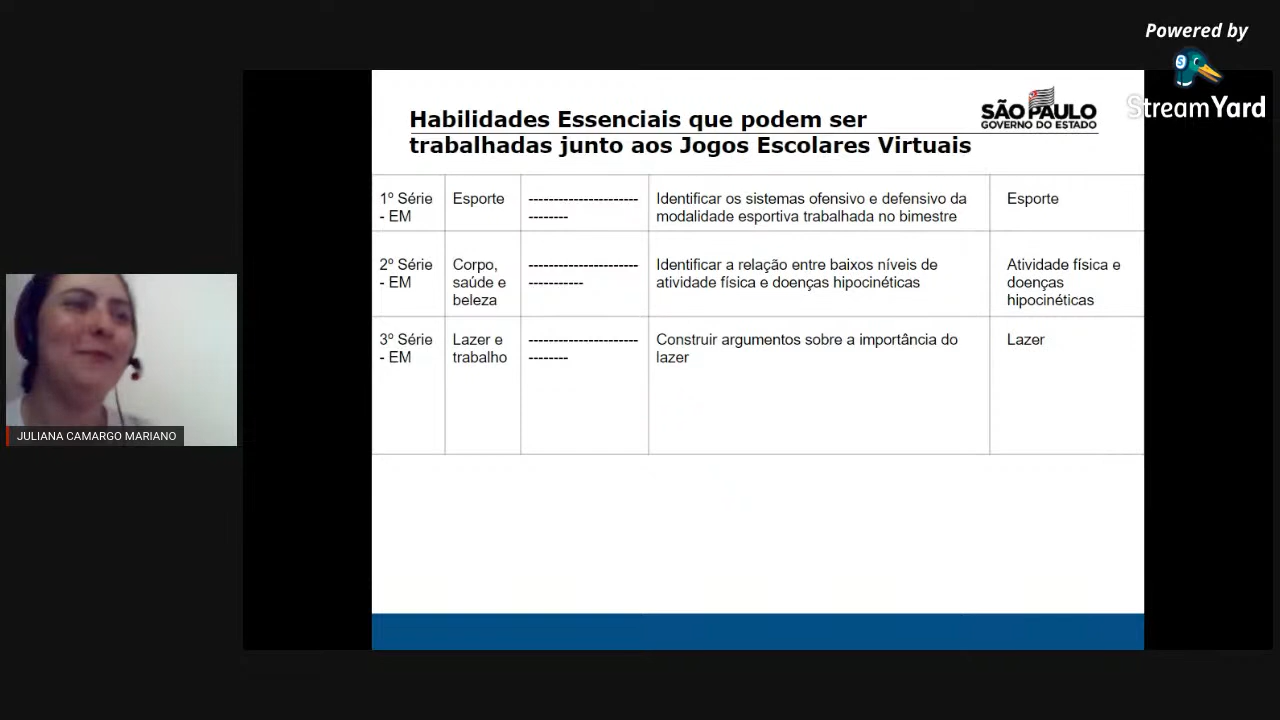 Powered by
StreamYard
SÃO PAULO
GOVERNO DO ESTADO
Habilidades Essenciais que podem ser
trabalhadas junto aos Jogos Escolares Virtuais
1º Série
- EM
Esporte
----------------------
--------
Identificar os sistemas ofensivo e defensivo da
modalidade esportiva trabalhada no bimestre
Esporte
2º Série
- EM
Corpo,
saúde e
beleza
----------------------
-----------
Identificar a relação entre baixos níveis de
atividade física e doenças hipocinéticas
Atividade física e
doenças
hipocinéticas
3º Série
- EM
Lazer e
trabalho
----------------------
--------
Construir argumentos sobre a importância do
lazer
Lazer
JULIANA CAMARGO MARIANO